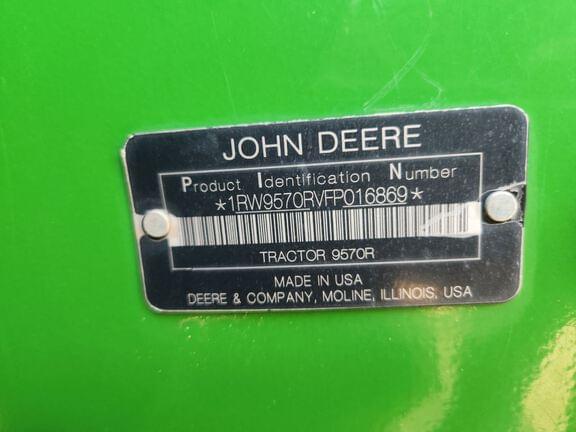 JOHN DEERE
Product Identification Number
*1RW9570RVFP016869*
TRACTOR 9570R
MADE IN USA
DEERE & COMPANY, MOLINE, ILLINOIS, USA